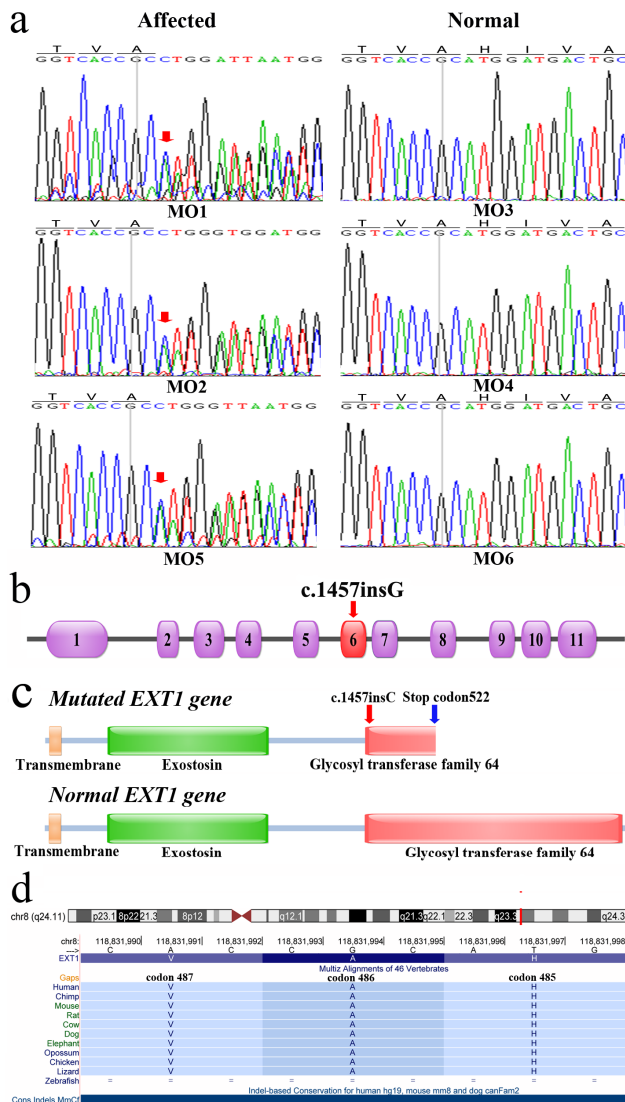 a
Affected
Normal
T V A
GGTCACCGCCTGGATTAATGG
MO1
T V A H I V A
GGTCACCGCATGGATGACTGC
MO3
T V A
GGTCACCGCCTGGGTGGATGG
MO2
T V A H I V A
GGTCACCGCATGGATGACTGC
MO4
T V A
GGTCACCGCCTGGGTTAATGG
MO5
T V A H I V A
GGTCACCGCATGGATGACTGC
MO6
b
c.1457insG
1 2 3 4 5 6 7 8 9 10 11
c
Mutated EXT1 gene
c.1457insC Stop codon522
Transmembrane Exostosin Glycosyl transferase family 64
Normal EXT1 gene
Transmembrane Exostosin Glycosyl transferase family 64
d
chr8 (q24.11) p23.1 8p22 21.3 8p12 q12.1 q21.3 q22.1 22.3 q23.3 q24.3
chr8: 118,831,990| 118,831,991| 118,831,992| 118,831,993| 118,831,994| 118,831,995| 118,831,996| 118,831,997| 118,831,998|
---> C A C C G C A T G
EXT1 V A H
Multiz Alignments of 46 Vertebrates
Gaps codon 487 codon 486 codon 485
Human V A H
Chimp V A H
Mouse V A H
Rat V A H
Cow V A H
Dog V A H
Elephant V A H
Opossum V A H
Chicken V A H
Lizard V A H
Zebrafish = = = = = = = = =
Indel-based Conservation for human hg19, mouse mm8 and dog canFam2
Cons Indels MmCf